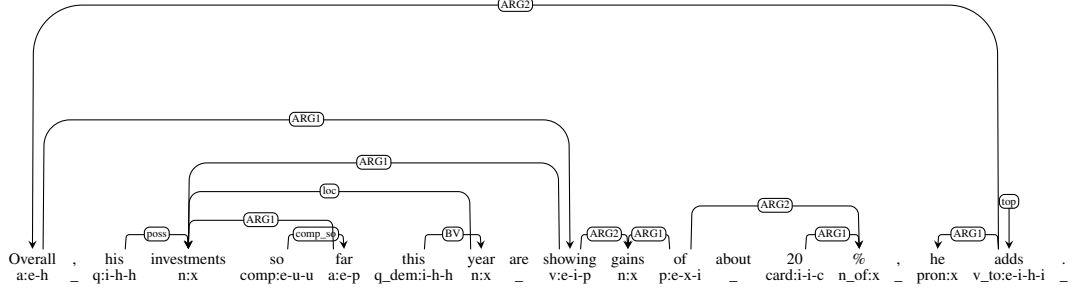 ARG2
ARG1
ARG1
loc
ARG2 top
ARG1
poss comp_so BV ARG2 ARG1 ARG1 ARG1
Overall , his investments so far this year are showing gains of about 20 % , he adds .
a:e-h _ q:i-h-h n:x comp:e-u-u a:e-p q_dem:i-h-h n:x _ v:e-i-p n:x p:e-x-i _ card:i-i-c n_of:x _ pron:x v_to:e-i-h-i _